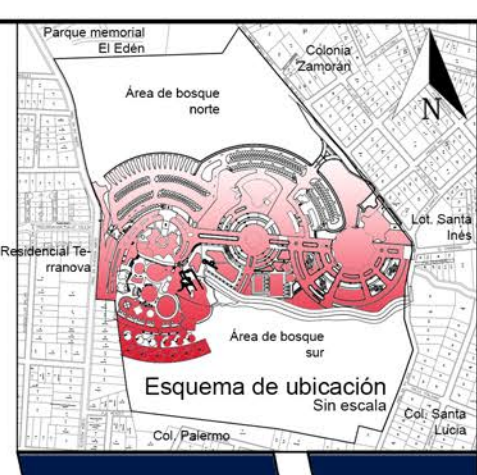 Parque memorial
El Edén
Colonia
Zamorán
Área de bosque
norte
N
Lot. Santa
Inés
Residencial Te-
rranova
Área de bosque
sur
Esquema de ubicación
Sin escala
Col. Santa
Lucia
Col. Palermo